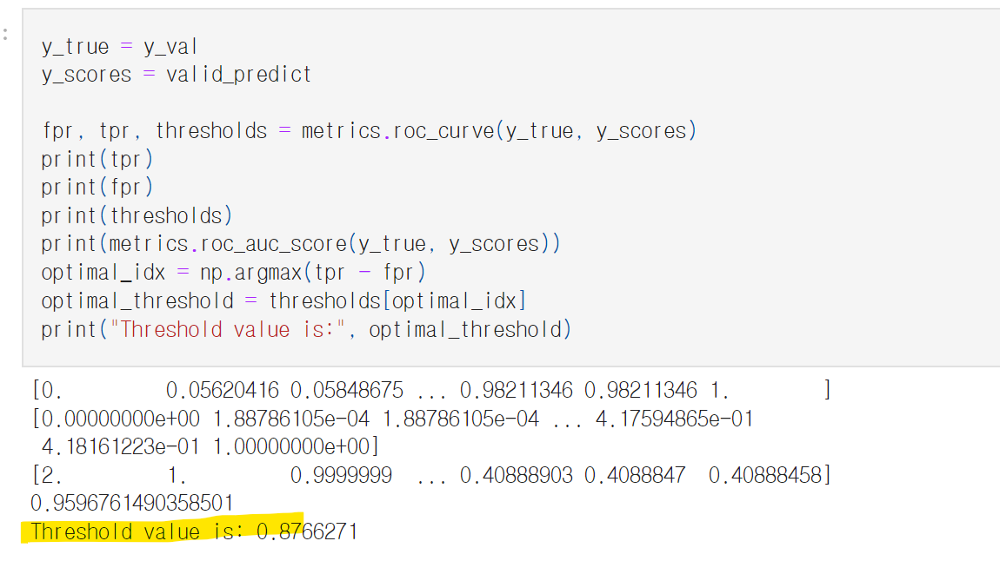 y_true = y_val
y_scores = valid_predict
fpr, tpr, thresholds = metrics.roc_curve(y_true, y_scores)
print(tpr)
print(fpr)
print(thresholds)
print(metrics.roc_auc_score(y_true, y_scores))
optimal_idx = np.argmax(tpr - fpr)
optimal_threshold = thresholds[optimal_idx]
print("Threshold value is:", optimal_threshold)
[0. 0.05620416 0.05848675 ... 0.98211346 0.98211346 1. ]
[0.00000000e+00 1.88786105e-04 1.88786105e-04 ... 4.17594865e-01
4.18161223e-01 1.00000000e+00]
[2. 1. 0.9999999 ... 0.40888903 0.4088847 0.40888458]
0.9596761490358501
Threshold value is: 0.8766271